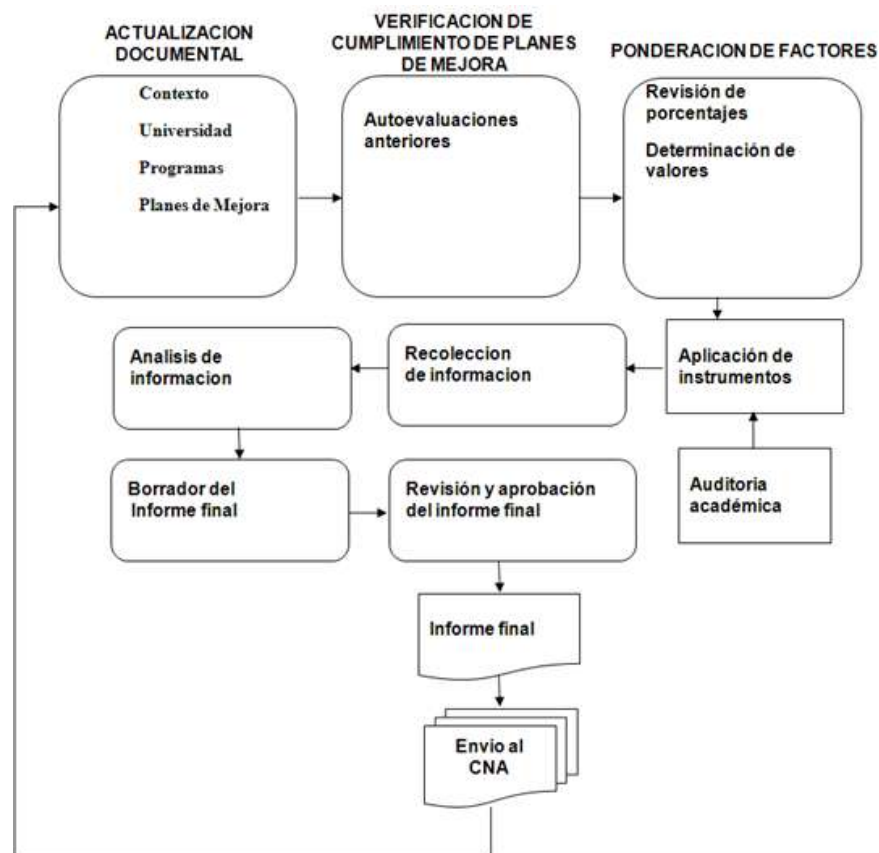 ACTUALIZACION
DOCUMENTAL
VERIFICACION DE
CUMPLIMIENTO DE PLANES
DE MEJORA
PONDERACION DE FACTORES
Contexto
Universidad
Programas
Planes de Mejora
Autoevaluaciones
anteriores
Revisión de
porcentajes
Determinación de
valores
Aplicación de
instrumentos
Auditoria
académica
Recoleccion
de informacion
Analisis de
informacion
Borrador del
Informe final
Revisión y aprobación
del informe final
Informe final
Envio al
CNA